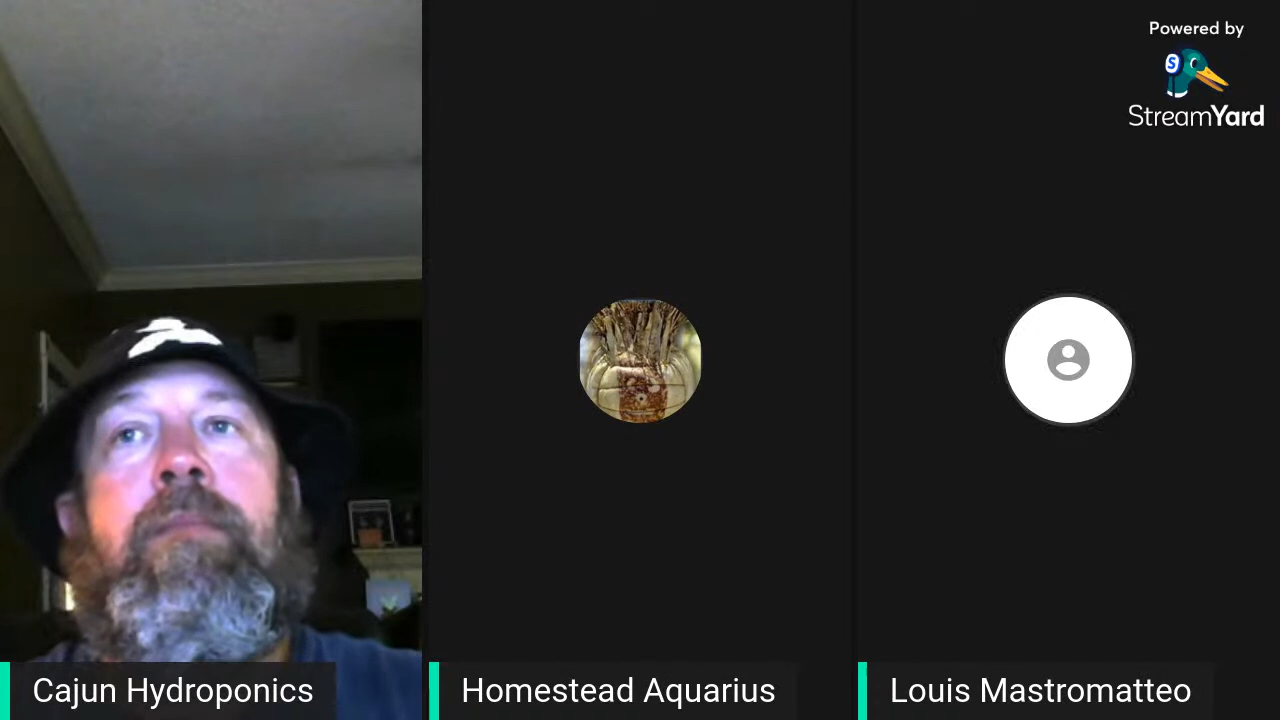 Powered by
StreamYard
Cajun Hydroponics
Homestead Aquarius
Louis Mastromatteo